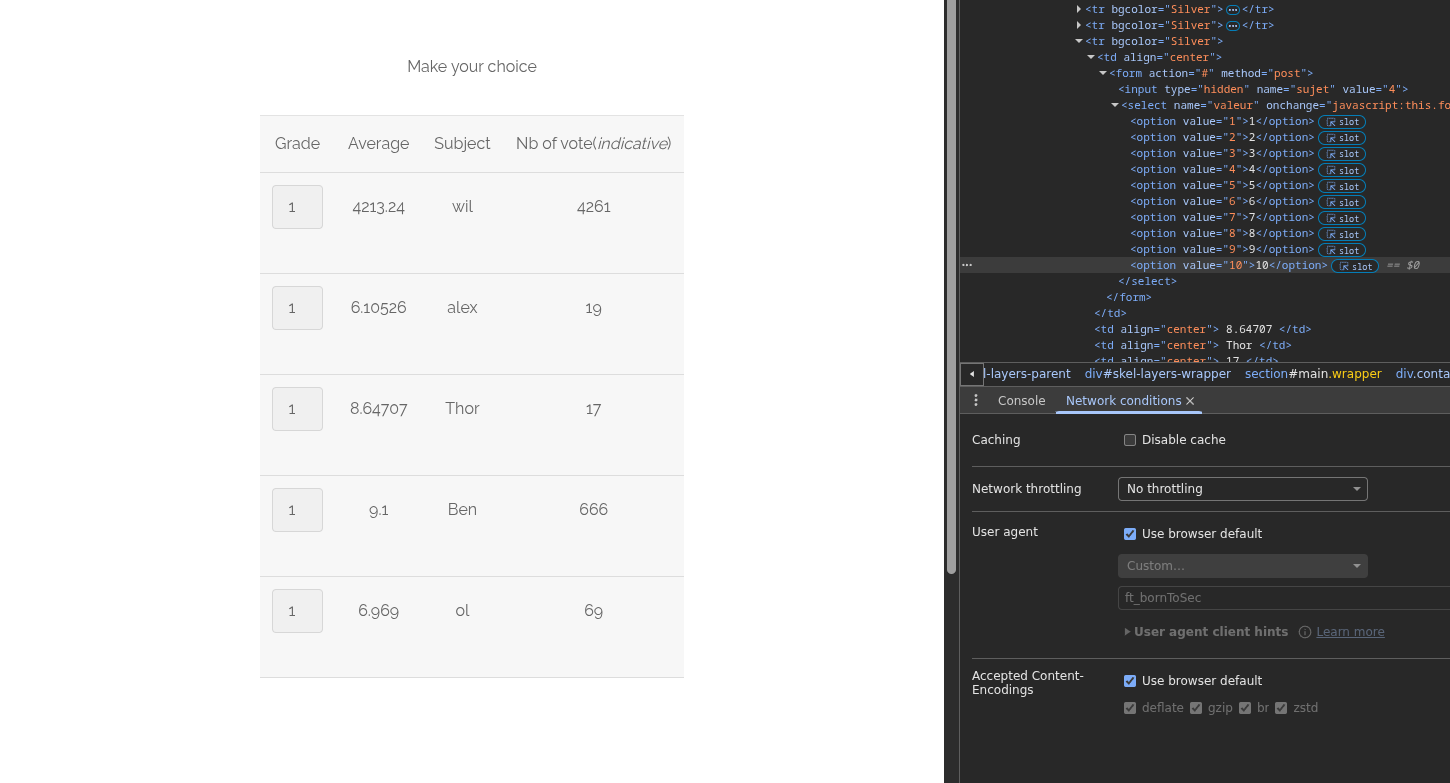 Make your choice
Grade Average Subject Nb of vote(indicative)
1 4213.24 wil 4261
1 6.10526 alex 19
1 8.64707 Thor 17
1 9.1 Ben 666
1 6.969 ol 69
<tr bgcolor="Silver">…</tr>
<tr bgcolor="Silver">…</tr>
<tr bgcolor="Silver">
<td align="center">
<form action="#" method="post">
<input type="hidden" name="sujet" value="4">
<select name="valeur" onchange="javascript:this.fo
<option value="1">1</option> slot
<option value="2">2</option> slot
<option value="3">3</option> slot
<option value="4">4</option> slot
<option value="5">5</option> slot
<option value="6">6</option> slot
<option value="7">7</option> slot
<option value="8">8</option> slot
<option value="9">9</option> slot
… <option value="10">10</option> slot == $0
</select>
</form>
</td>
<td align="center"> 8.64707 </td>
<td align="center"> Thor </td>
<td align="center"> 17 </td>
l-layers-parent div#skel-layers-wrapper section#main.wrapper div.conta
Console Network conditions ×
Caching Disable cache
Network throttling No throttling
User agent Use browser default
Custom...
ft_bornToSec
User agent client hints Learn more
Accepted Content-Encodings Use browser default
deflate gzip br zstd